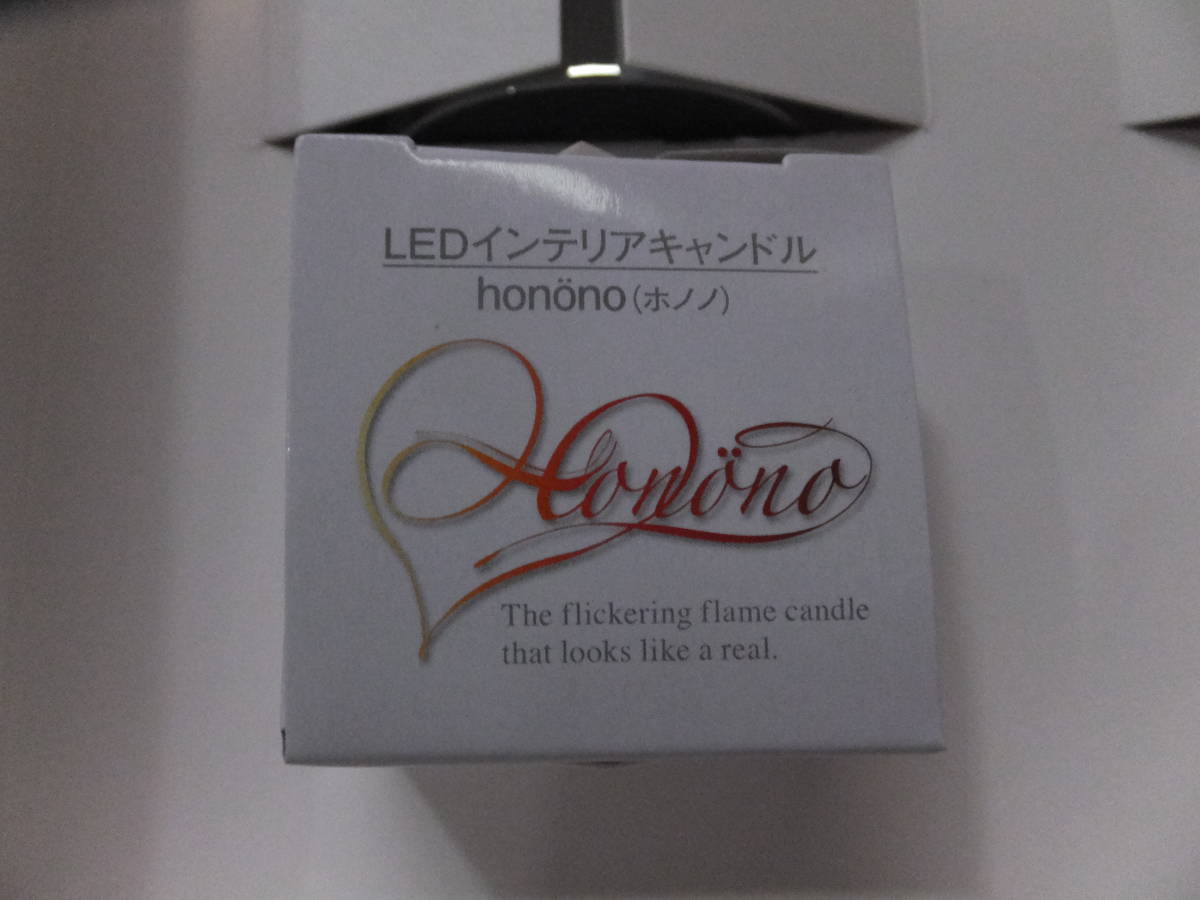 LEDインテリアキャンドル
honöno(ホノノ)
Honöno
The flickering flame candle
that looks like a real.